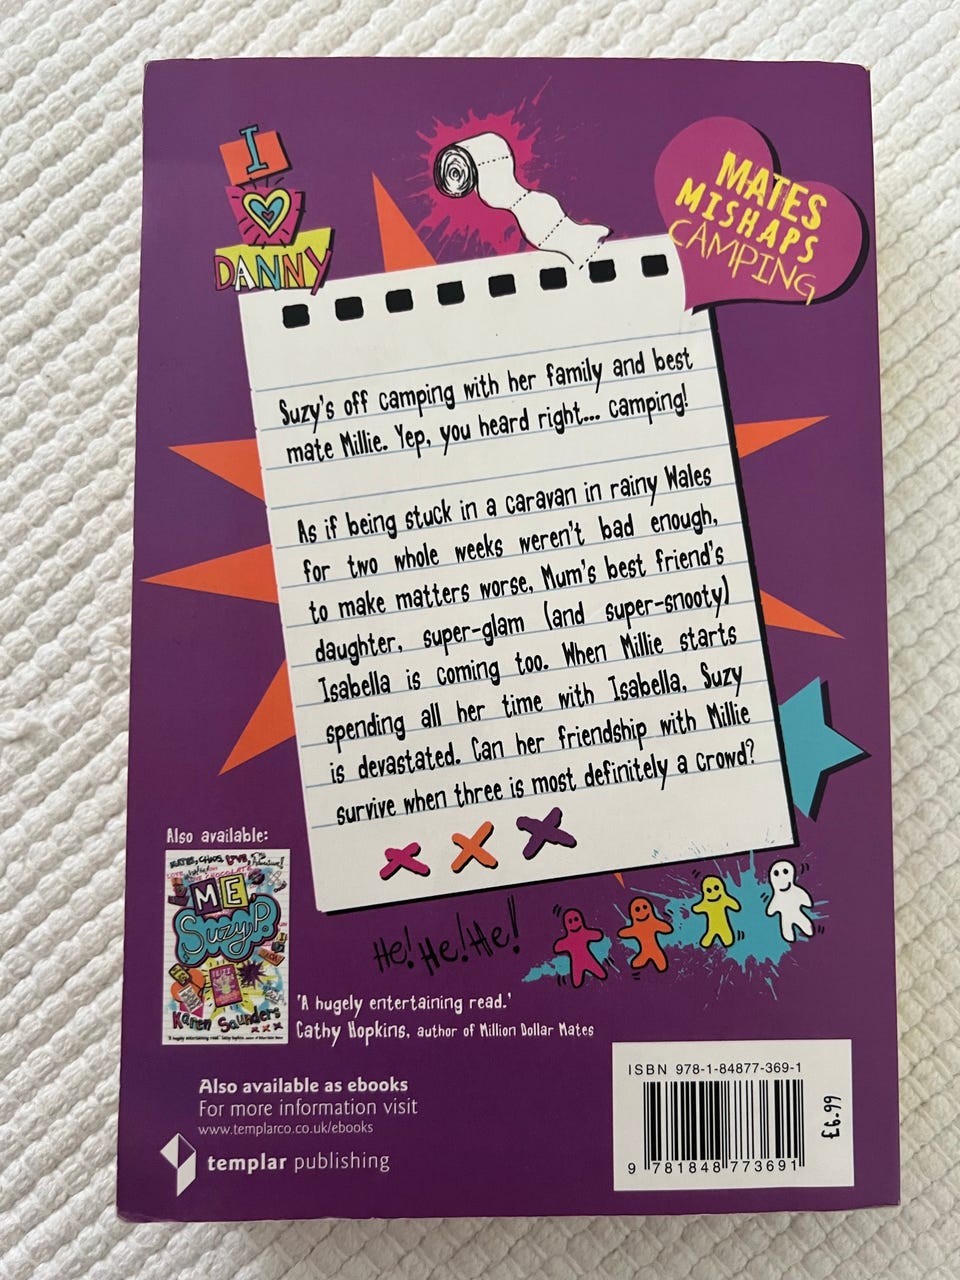 I
DANNY
MATES
MISHAPS
CAMPING
Suzy's off camping with her family and best
mate Millie. Yep, you heard right... camping!
As if being stuck in a caravan in rainy Wales
for two whole weeks weren't bad enough,
to make matters worse, Mum's best friend's
daughter, super-glam (and super-snooty)
Isabella is coming too. When Millie starts
spending all her time with Isabella, Suzy
is devastated. Can her friendship with Millie
survive when three is most definitely a crowd?
He! He! He!
Also available:
ME,
Suzy P.
Karen Saunders
'A hugely entertaining read.'
Cathy Hopkins, author of Million Dollar Mates
Also available as ebooks
For more information visit
www.templarco.co.uk/ebooks
templar publishing
ISBN 978-1-84877-369-1
9 781848 773691
£6.99